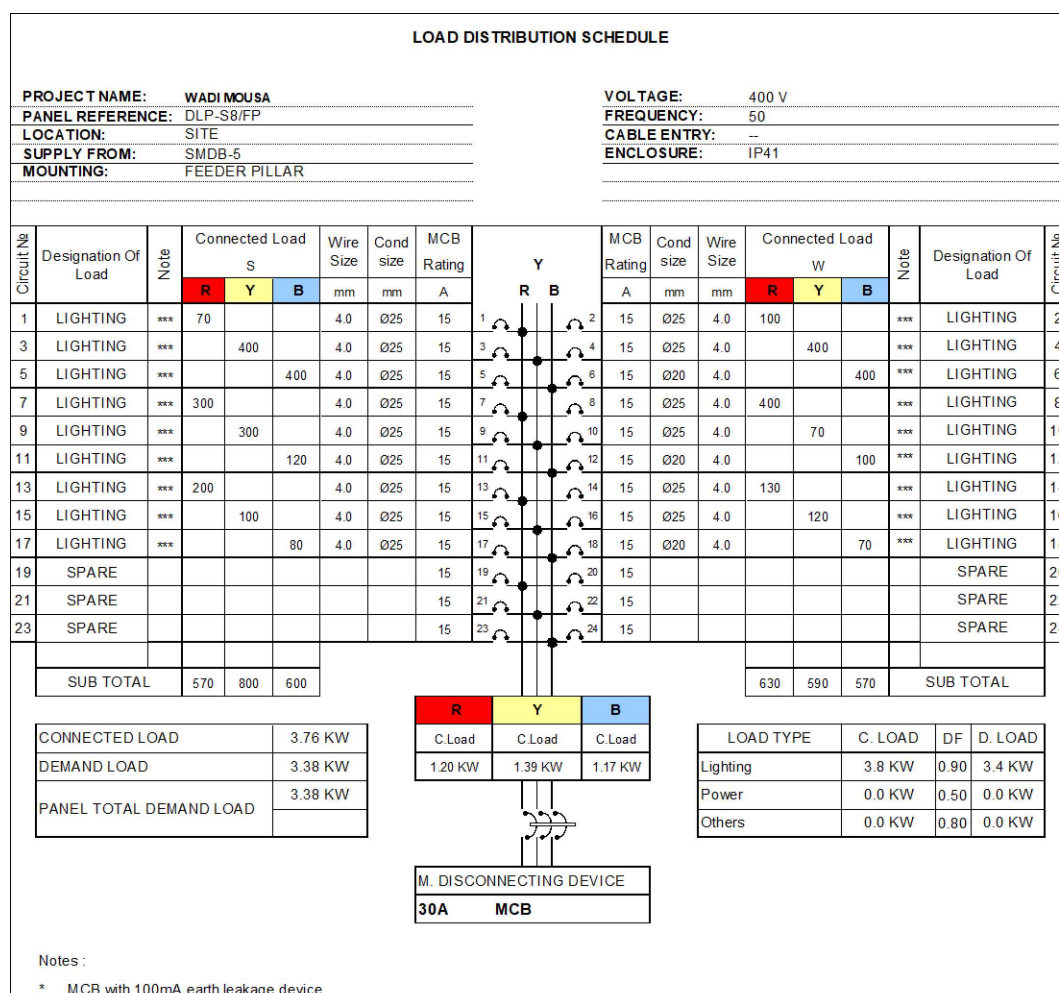 LOAD DISTRIBUTION SCHEDULE
PROJECT NAME: WADI MOUSA VOLTAGE: 400 V
PANEL REFERENCE: DLP-S8/FP FREQUENCY: 50
LOCATION: SITE CABLE ENTRY: --
SUPPLY FROM: SMDB-5 ENCLOSURE: IP41
MOUNTING: FEEDER PILLAR
Circuit № Designation Of Load Note Connected Load S Wire Size Cond size MCB Rating Y MCB Rating Cond size Wire Size Connected Load W Note Designation Of Load Circuit №
R Y B mm mm A R B A mm mm R Y B
1 LIGHTING *** 70 4.0 Ø25 15 1 2 15 Ø25 4.0 100 *** LIGHTING 2
3 LIGHTING *** 400 4.0 Ø25 15 3 4 15 Ø25 4.0 400 *** LIGHTING 4
5 LIGHTING *** 400 4.0 Ø25 15 5 6 15 Ø20 4.0 400 *** LIGHTING 6
7 LIGHTING *** 300 4.0 Ø25 15 7 8 15 Ø25 4.0 400 *** LIGHTING 8
9 LIGHTING *** 300 4.0 Ø25 15 9 10 15 Ø25 4.0 70 *** LIGHTING
11 LIGHTING *** 120 4.0 Ø25 15 11 12 15 Ø20 4.0 100 *** LIGHTING
13 LIGHTING *** 200 4.0 Ø25 15 13 14 15 Ø25 4.0 130 *** LIGHTING
15 LIGHTING *** 100 4.0 Ø25 15 15 16 15 Ø25 4.0 120 *** LIGHTING
17 LIGHTING *** 80 4.0 Ø25 15 17 18 15 Ø20 4.0 70 *** LIGHTING
19 SPARE 15 19 20 15 SPARE
21 SPARE 15 21 22 15 SPARE
23 SPARE 15 23 24 15 SPARE
SUB TOTAL 570 800 600 630 590 570 SUB TOTAL
R Y B
CONNECTED LOAD 3.76 KW C.Load C.Load C.Load LOAD TYPE C. LOAD DF D. LOAD
DEMAND LOAD 3.38 KW 1.20 KW 1.39 KW 1.17 KW Lighting 3.8 KW 0.90 3.4 KW
PANEL TOTAL DEMAND LOAD 3.38 KW Power 0.0 KW 0.50 0.0 KW
Others 0.0 KW 0.80 0.0 KW
M. DISCONNECTING DEVICE
30A MCB
Notes :
* MCB with 100mA earth leakage device